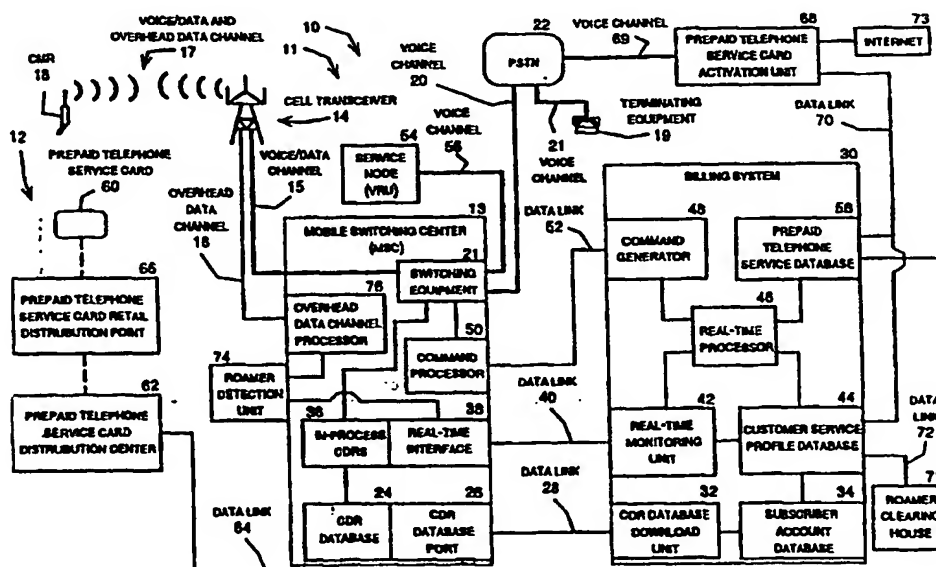 VOICE/DATA AND
OVERHEAD DATA CHANNEL
17
CMR
18
CELL TRANSCEIVER
14
10
11
12
VOICE
CHANNEL
20
22
PSTN
VOICE CHANNEL
69
68
PREPAID TELEPHONE
SERVICE CARD
ACTIVATION UNIT
73
INTERNET
TERMINATING
EQUIPMENT
19
21
VOICE
CHANNEL
DATA LINK
70
PREPAID TELEPHONE
SERVICE CARD
60
OVERHEAD
DATA
CHANNEL
16
VOICE/DATA
CHANNEL
15
54
SERVICE
NODE
(VRU)
VOICE
CHANNEL
56
66
PREPAID TELEPHONE
SERVICE CARD RETAIL
DISTRUBUTION POINT
62
PREPAID TELEPHONE
SERVICE CARD
DISTRUBUTION CENTER
DATA LINK
64
13
MOBILE SWITCHING CENTER
(MSC)
21
SWITCHING
EQUIPMENT
76
OVERHEAD
DATA CHANNEL
PROCESSOR
50
COMMAND
PROCESSOR
74
ROAMER
DETECTION
UNIT
36
IN-PROCESS
CDRS
38
REAL-TIME
INTERFACE
24
CDR
DATABASE
26
CDR
DATABASE
PORT
DATA LINK
52
DATA LINK
40
DATA LINK
28
30
BILLING SYSTEM
48
COMMAND
GENERATOR
58
PREPAID
TELEPHONE
SERVICE DATABASE
46
REAL-TIME
PROCESSOR
42
REAL-TIME
MONITORING
UNIT
44
CUSTOMER SERVICE
PROFILE DATABASE
32
CDR DATABASE
DOWNLOAD
UNIT
34
SUBSCRIBER
ACCOUNT
DATABASE
DATA
LINK
72
ROAMER
CLEARING
HOUSE